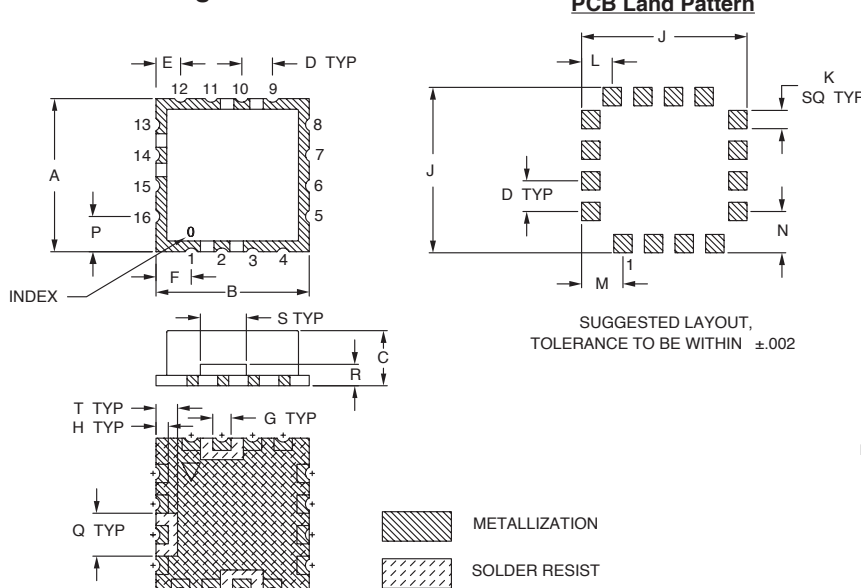 PCB Land Pattern
E
D TYP
12 11 10 9
13
14
15
16
8
7
6
5
A
P
0
1 2 3 4
F
B
INDEX
J
L
K
SQ TYP
J
D TYP
N
1
M
SUGGESTED LAYOUT,
TOLERANCE TO BE WITHIN ±.002
S TYP
C
R
T TYP
H TYP
G TYP
Q TYP
METALLIZATION
SOLDER RESIST